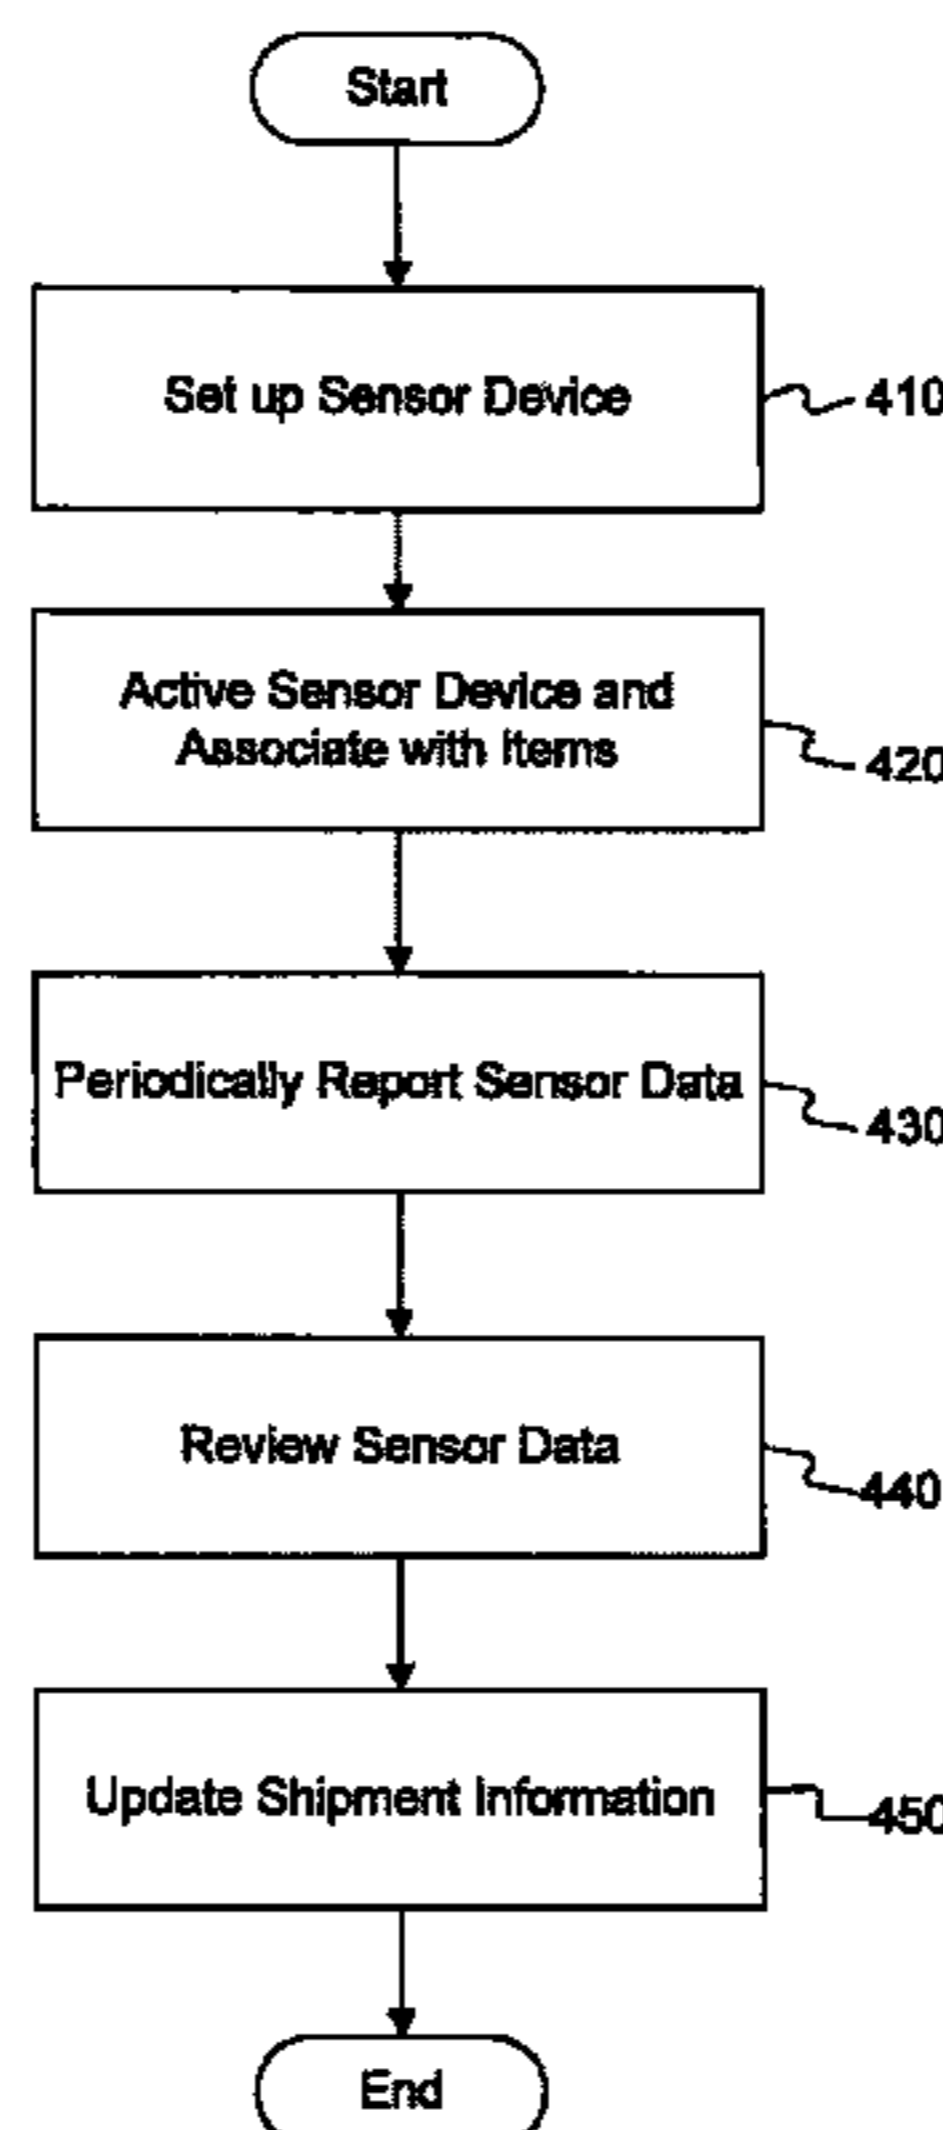 Start
Set up Sensor Device
410
Active Sensor Device and
Associate with Items
420
Periodically Report Sensor Data
430
Review Sensor Data
440
Update Shipment Information
450
End